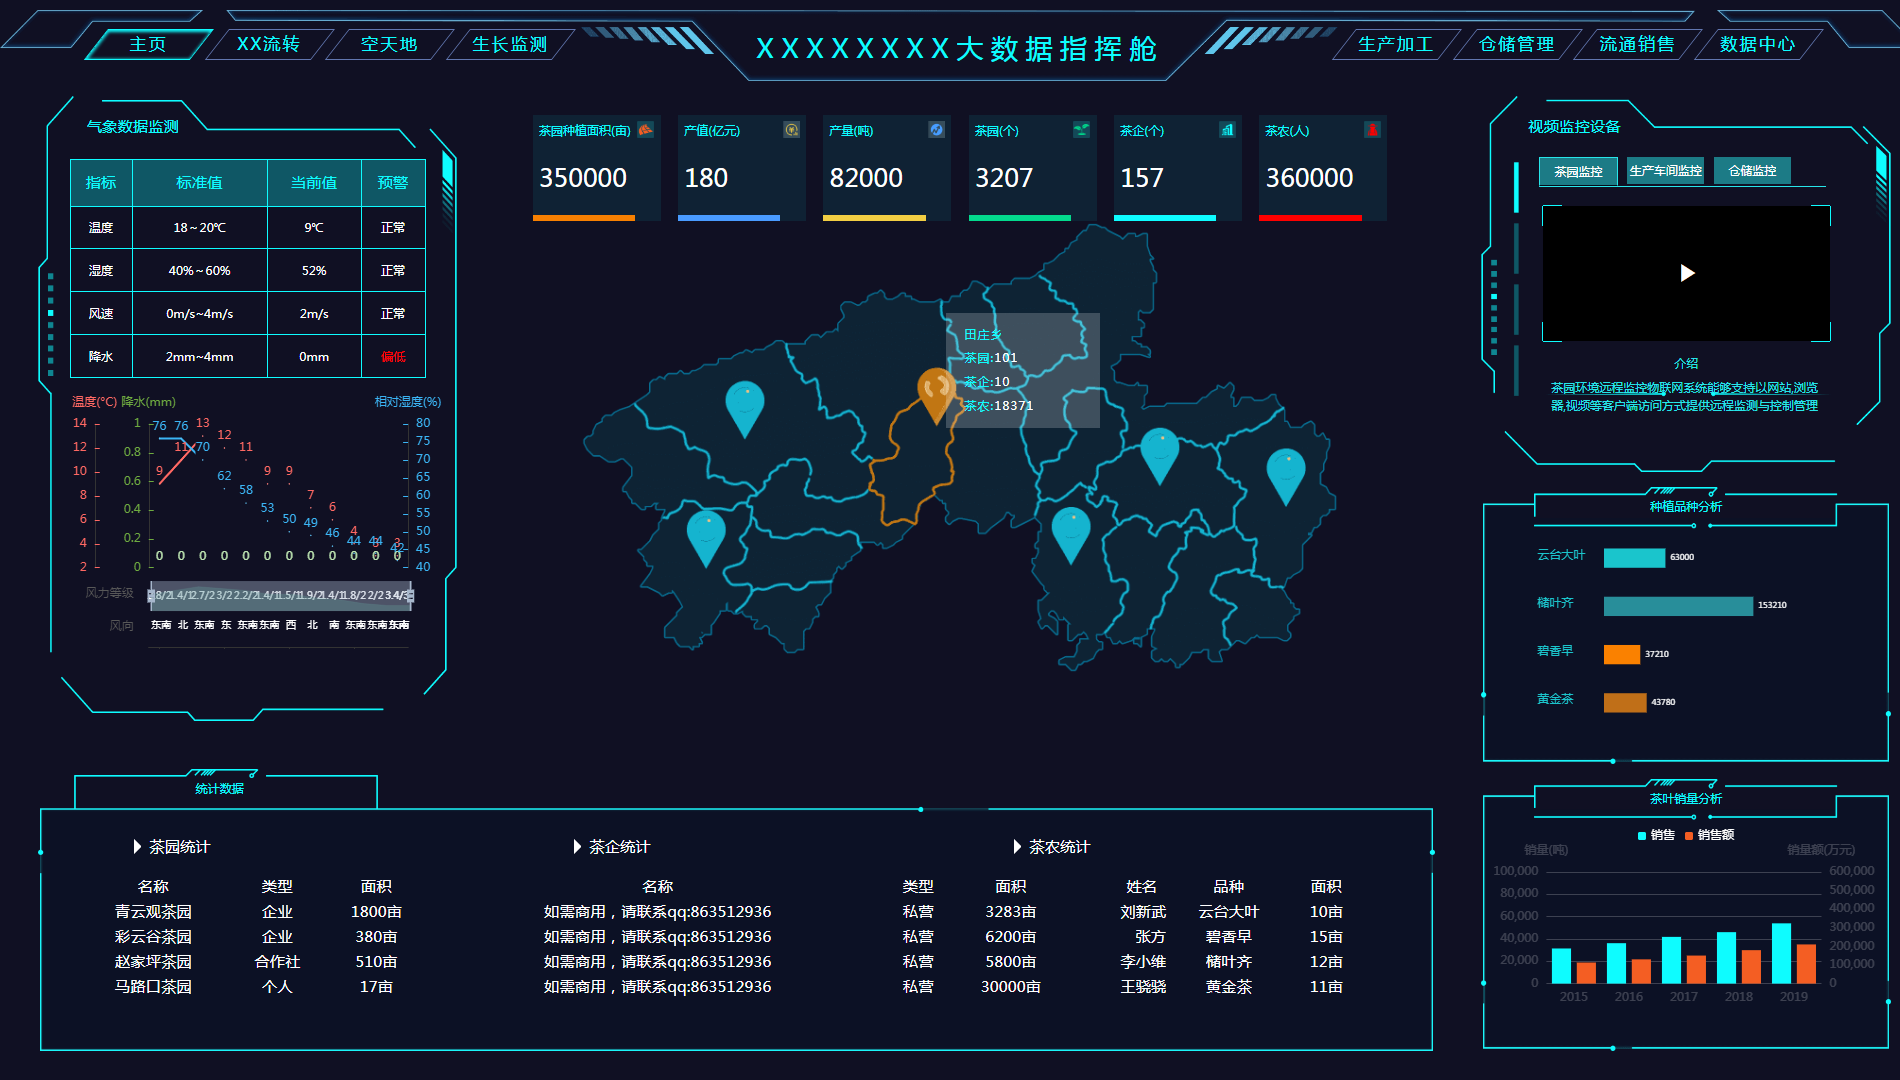 主页 XX流转 空天地 生长监测 XXXXXXXX大数据指挥舱 生产加工 仓储管理 流通销售 数据中心
气象数据监测
指标 标准值 当前值 预警
温度 18~20℃ 9℃ 正常
湿度 40%~60% 52% 正常
风速 0m/s~4m/s 2m/s 正常
降水 2mm~4mm 0mm 偏低
温度(°C) 降水(mm) 相对湿度(%)
14 12 10 8 6 4 2
1 0.8 0.6 0.4 0.2 0
80 75 70 65 60 55 50 45 40
9 11 13 12 11 9 9 7 6 4 3 3
76 76 70 62 58 53 50 49 46 44 44 42
0 0 0 0 0 0 0 0 0 0 0 0
风力等级
风向 东南 北 东南 东 东南 东南 西 北 南 东南 东南 东南
茶园种植面积(亩) 产值(亿元) 产量(吨) 茶园(个) 茶企(个) 茶农(人)
350000 180 82000 3207 157 360000
田庄乡
茶园:101
茶企:10
茶农:18371
视频监控设备
茶园监控 生产车间监控 仓储监控
介绍
茶园环境远程监控物联网系统能够支持以网站,浏览
器,视频等客户端访问方式提供远程监测与控制管理
种植品种分析
云台大叶 63000
槠叶齐 153210
碧香早 37210
黄金茶 43780
统计数据
茶园统计
名称 类型 面积
青云观茶园 企业 1800亩
彩云谷茶园 企业 380亩
赵家坪茶园 合作社 510亩
马路口茶园 个人 17亩
茶企统计
名称 类型 面积
如需商用，请联系qq:863512936 私营 3283亩
如需商用，请联系qq:863512936 私营 6200亩
如需商用，请联系qq:863512936 私营 5800亩
如需商用，请联系qq:863512936 私营 30000亩
茶农统计
姓名 品种 面积
刘新武 云台大叶 10亩
张方 碧香早 15亩
李小维 槠叶齐 12亩
王骁骁 黄金茶 11亩
茶叶销量分析
销售 销售额
销量(吨) 销量额(万元)
100,000 80,000 60,000 40,000 20,000 0
600,000 500,000 400,000 300,000 200,000 100,000 0
2015 2016 2017 2018 2019